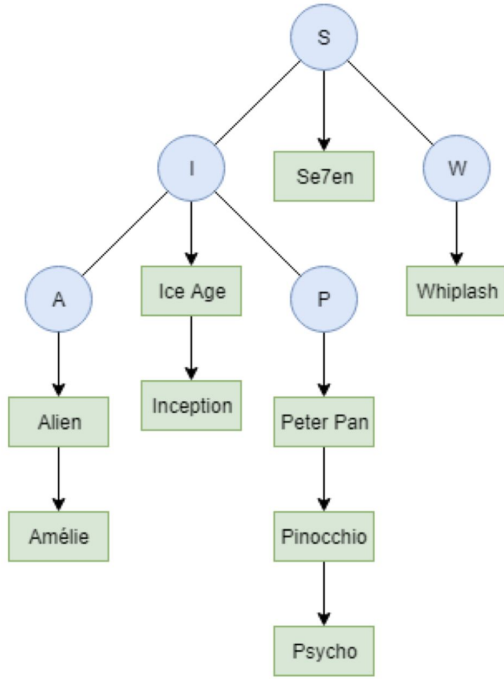 S
I
Se7en
W
A
Ice Age
P
Whiplash
Alien
Inception
Peter Pan
Amélie
Pinocchio
Psycho